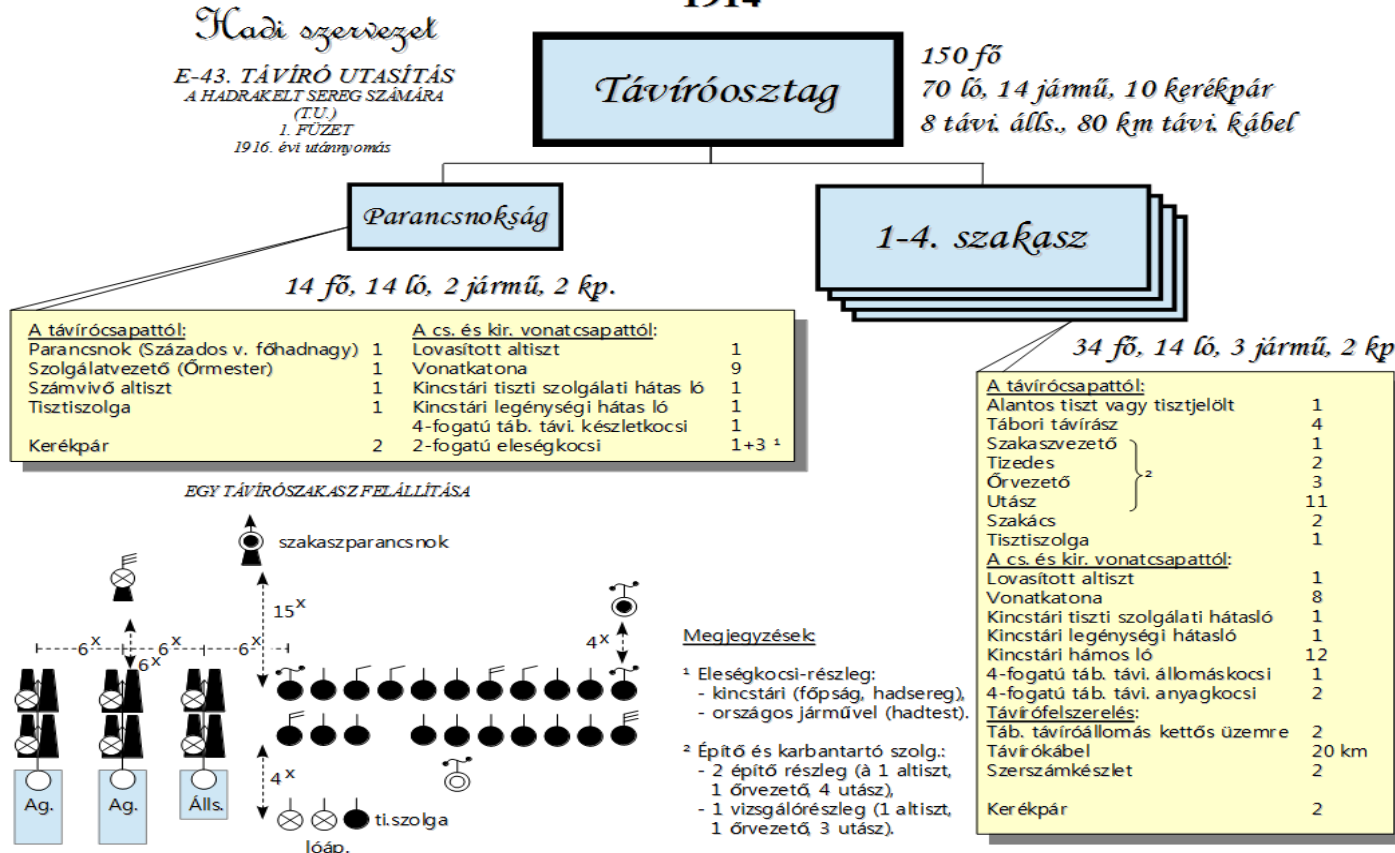 1914
Hadi szervezet
E-43. TÁVÍRÓ UTASÍTÁS
A HADRAKELT SEREG SZÁMÁRA
(T.U.)
1. FÜZET
1916. évi utánnyomás
Távíróosztag
150 fő
70 ló, 14 jármű, 10 kerékpár
8 távi. álls., 80 km távi. kábel
Parancsnokság
1-4. szakasz
14 fő, 14 ló, 2 jármű, 2 kp.
A távírócsapattól:
Parancsnok (Százados v. főhadnagy) 1
Szolgálatvezető (Őrmester) 1
Számvivő altiszt 1
Tisztiszolga 1
Kerékpár 2
A cs. és kir. vonatcsapattól:
Lovasított altiszt 1
Vonatkatona 9
Kincstári tiszti szolgálati hátas ló 1
Kincstári legénységi hátas ló 1
4-fogatú táb. távi. készletkocsi 1
2-fogatú eleségkocsi 1+3 ¹
34 fő, 14 ló, 3 jármű, 2 kp
A távírócsapattól:
Alantos tiszt vagy tisztjelölt 1
Tábori távírász 4
Szakaszvezető 1
Tizedes 2
Őrvezető 3
²
Utász 11
Szakács 2
Tisztiszolga 1
A cs. és kir. vonatcsapattól:
Lovasított altiszt 1
Vonatkatona 8
Kincstári tiszti szolgálati hátasló 1
Kincstári legénységi hátasló 1
Kincstári hámos ló 12
4-fogatú táb. távi. állomáskocsi 1
4-fogatú táb. távi. anyagkocsi 2
Távírófelszerelés:
Táb. távíróállomás kettős üzemre 2
Távírókábel 20 km
Szerszámkészlet 2
Kerékpár 2
EGY TÁVÍRÓSZAKASZ FELÁLLÍTÁSA
szakaszparancsnok
15ˣ
6ˣ 6ˣ 6ˣ
6ˣ
4ˣ
4ˣ
Ag. Ag. Álls.
ti.szolga
lóáp.
Megjegyzések:
¹ Eleségkocsi-részleg:
- kincstári (főpság, hadsereg),
- országos járművel (hadtest).
² Építő és karbantartó szolg.:
- 2 építő részleg (à 1 altiszt,
1 őrvezető, 4 utász),
- 1 vizsgálórészleg (1 altiszt,
1 őrvezető, 3 utász).